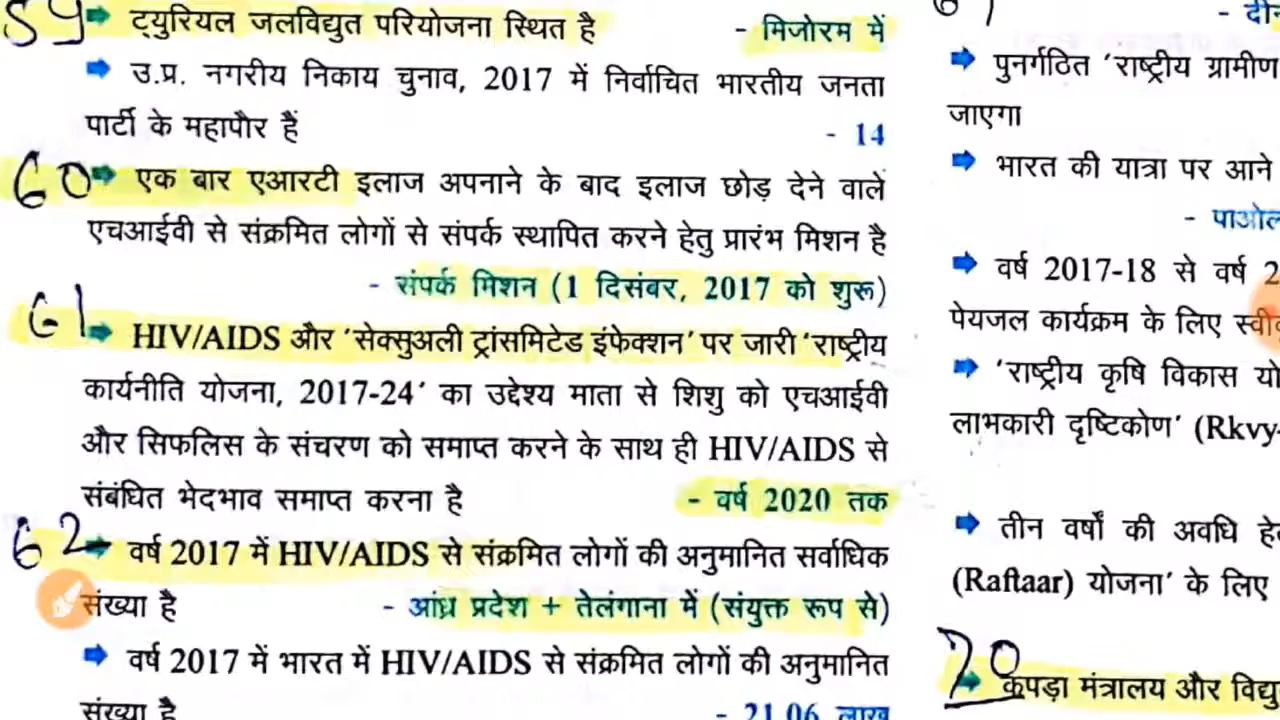 59 ➡ ट्युरियल जलविद्युत परियोजना स्थित है - मिजोरम में
➡ उ.प्र. नगरीय निकाय चुनाव, 2017 में निर्वाचित भारतीय जनता
पार्टी के महापौर हैं - 14
60 ➡ एक बार एआरटी इलाज अपनाने के बाद इलाज छोड़ देने वाले
एचआईवी से संक्रमित लोगों से संपर्क स्थापित करने हेतु प्रारंभ मिशन है
- संपर्क मिशन (1 दिसंबर, 2017 को शुरू)
61 ➡ HIV/AIDS और 'सेक्सुअली ट्रांसमिटेड इंफेक्शन' पर जारी 'राष्ट्रीय
कार्यनीति योजना, 2017-24' का उद्देश्य माता से शिशु को एचआईवी
और सिफलिस के संचरण को समाप्त करने के साथ ही HIV/AIDS से
संबंधित भेदभाव समाप्त करना है - वर्ष 2020 तक
62 ➡ वर्ष 2017 में HIV/AIDS से संक्रमित लोगों की अनुमानित सर्वाधिक
संख्या है - आंध्र प्रदेश + तेलंगाना में (संयुक्त रूप से)
➡ वर्ष 2017 में भारत में HIV/AIDS से संक्रमित लोगों की अनुमानित
संख्या है - 21.06 लाख
- दीन
➡ पुनर्गठित 'राष्ट्रीय ग्रामीण
जाएगा
➡ भारत की यात्रा पर आने
- पाओल
➡ वर्ष 2017-18 से वर्ष 2
पेयजल कार्यक्रम के लिए स्वी
➡ 'राष्ट्रीय कृषि विकास यो
लाभकारी दृष्टिकोण' (Rkvy-
➡ तीन वर्षों की अवधि हे
(Raftaar) योजना' के लिए
70 ➡ कपड़ा मंत्रालय और विद्यु